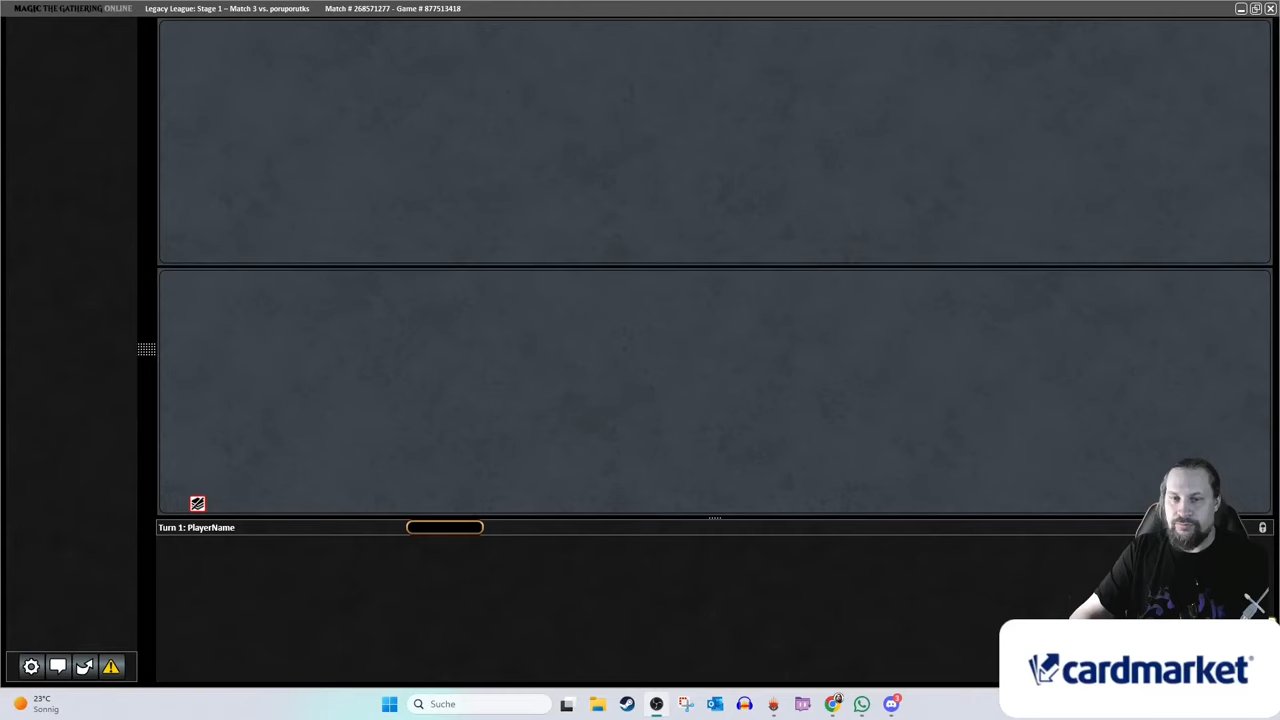 MAGIC THE GATHERING ONLINE Legacy League: Stage 1 – Match 3 vs. poruporutks Match # 268571277 - Game # 877513418
Turn 1: PlayerName
cardmarket
23°C
Sonnig
Suche
3